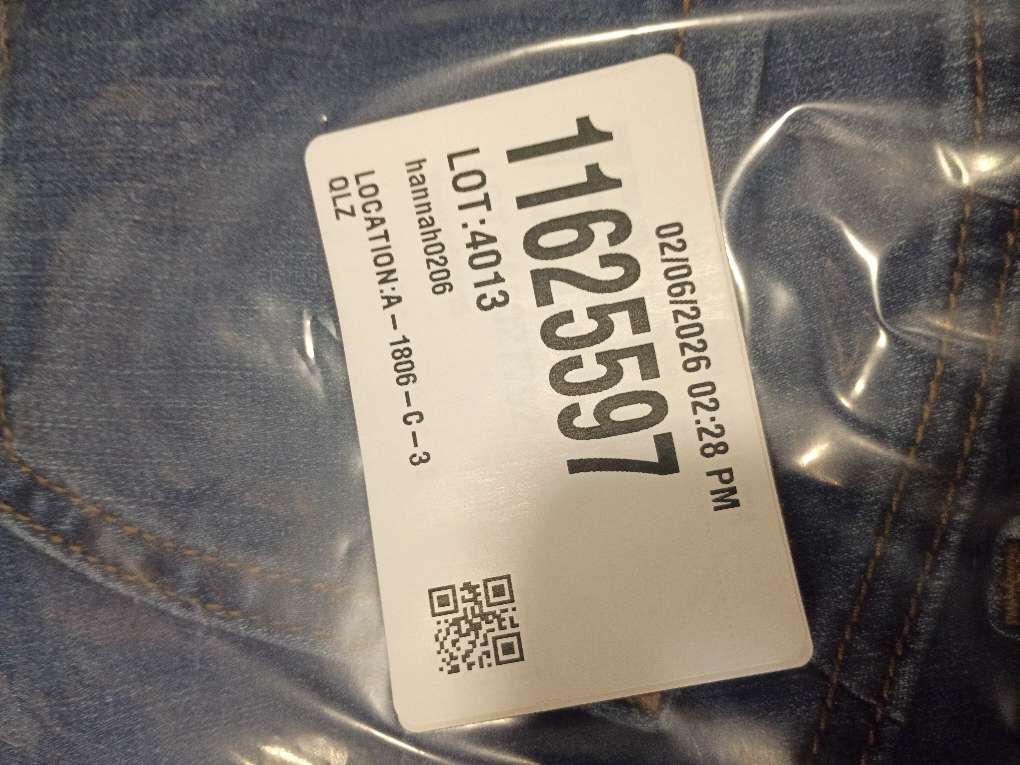 02/06/2026 02:28 PM
11625597
LOT:4013
hannah0206
LOCATION:A-1806-C-3
QLZ